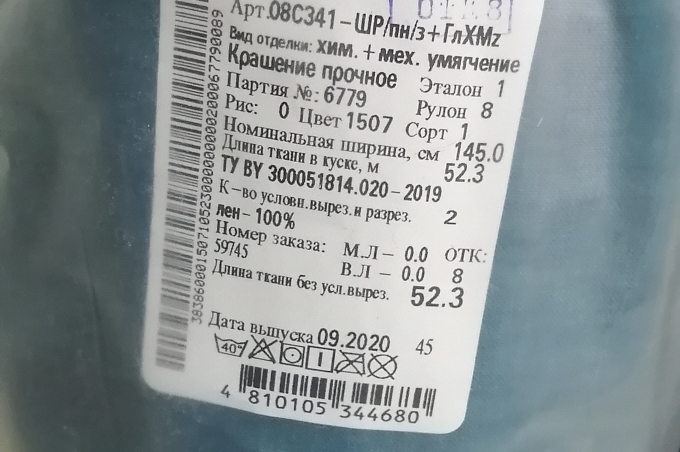 Арт.08С341-ШР/пн/з+ГлХМz
Вид отделки: хим. + мех. умягчение
Крашение прочное Эталон 1
Партия №: 6779 Рулон 8
Рис: 0 Цвет 1507 Сорт 1
Номинальная ширина, см 145.0
Длина ткани в куске, м 52.3
ТУ BY 300051814.020-2019
К-во условн.вырез.и разрез. 2
лен-100%
Номер заказа: М.Л- 0.0 ОТК:
59745 В.Л- 0.0 8
Длина ткани без усл.вырез. 52.3
Дата выпуска 09.2020 45
40°
4 810105 344680